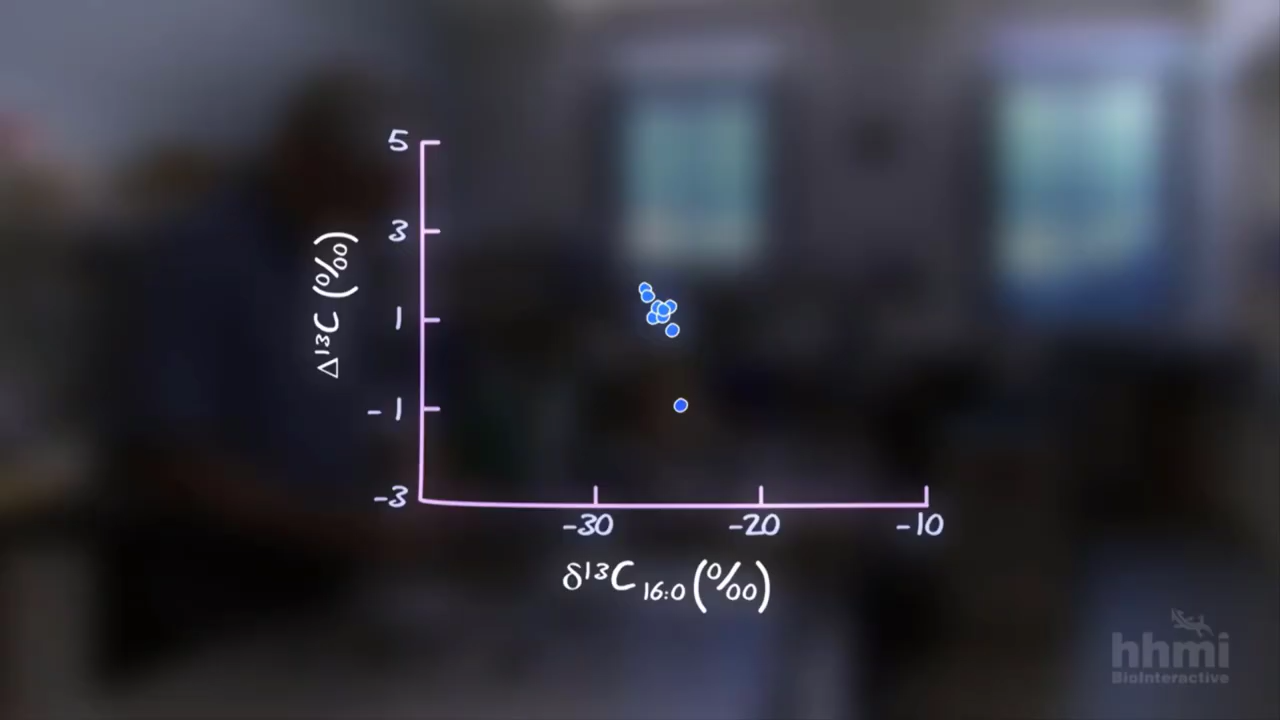 5
3
1
-1
-3
Δ¹³C (‰)
-30 -20 -10
δ¹³C 16:0 (‰)
hhmi
BioInteractive